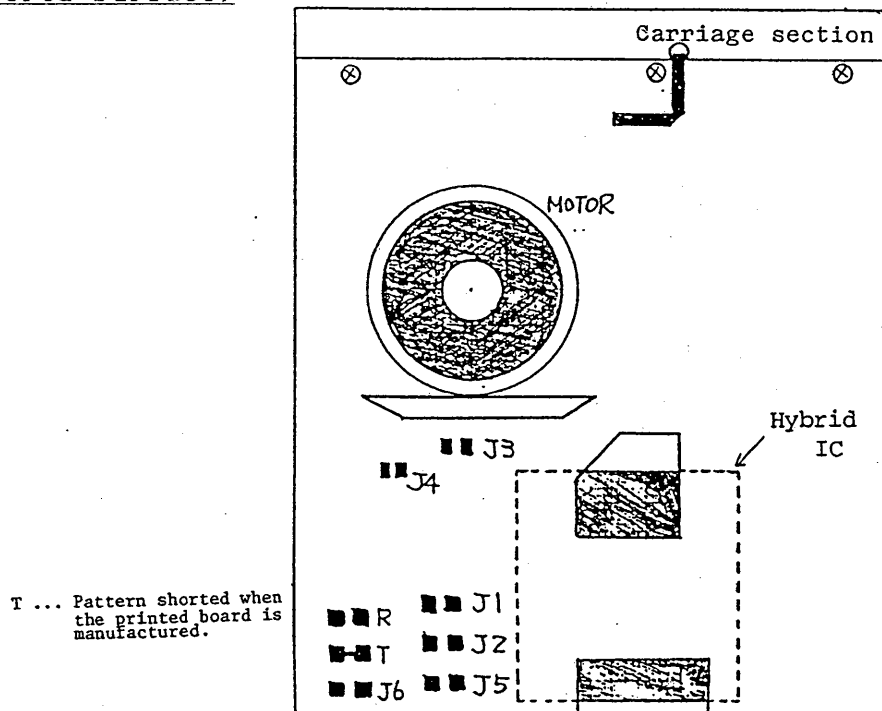 Carriage section
MOTOR
Hybrid
IC
J3
J4
T ... Pattern shorted when
the printed board is
manufactured.
R
J1
T
J2
J6
J5